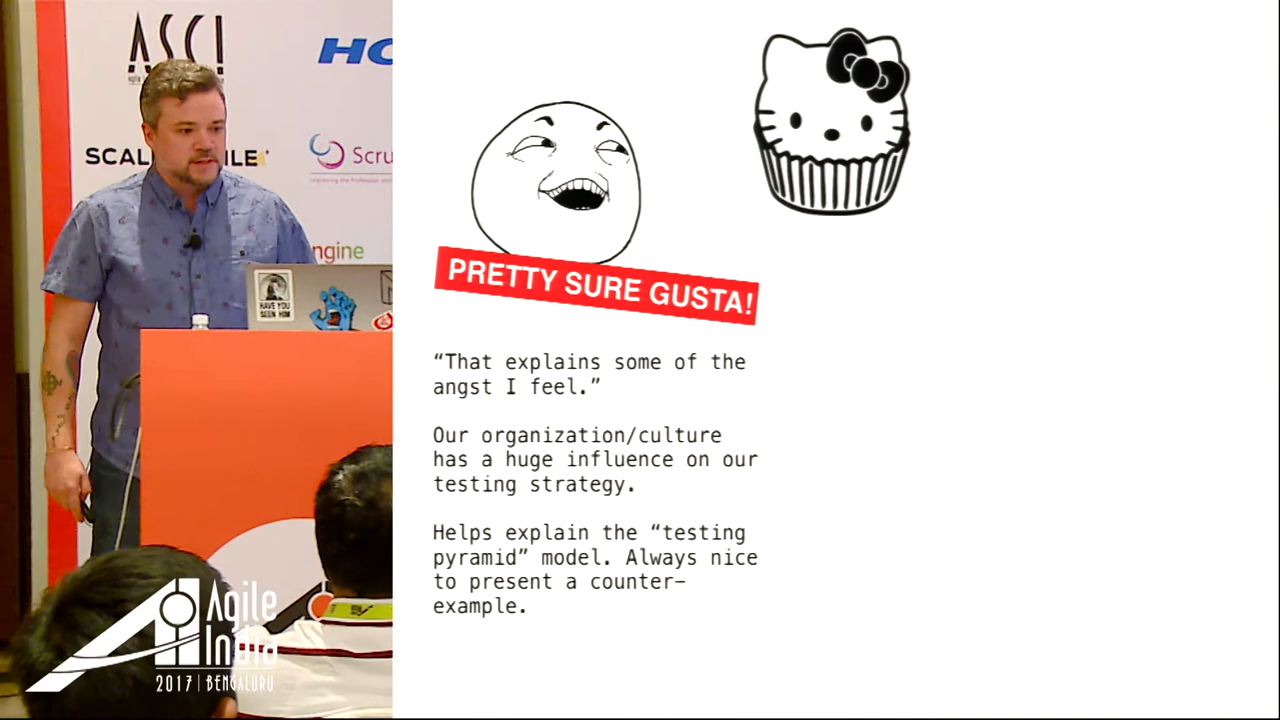 ASCI
HC
SCAL
ILE
Scru
ngine
HAVE YOU
SEEN HIM
Agile
India
2017 | BENGALURU
PRETTY SURE GUSTA!
“That explains some of the
angst I feel.”
Our organization/culture
has a huge influence on our
testing strategy.
Helps explain the “testing
pyramid” model. Always nice
to present a counter–
example.